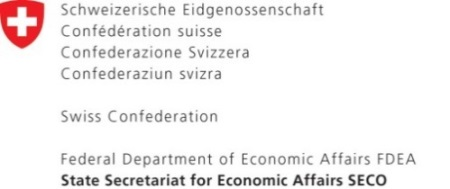 Schweizerische Eidgenossenschaft
Confédération suisse
Confederazione Svizzera
Confederaziun svizra
Swiss Confederation
Federal Department of Economic Affairs FDEA
State Secretariat for Economic Affairs SECO